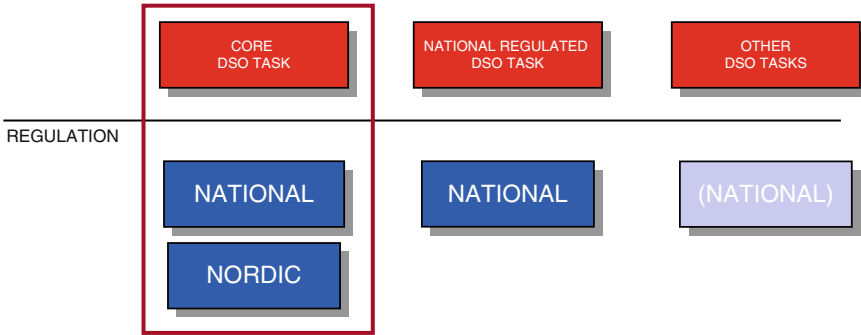 CORE
DSO TASK
NATIONAL REGULATED
DSO TASK
OTHER
DSO TASKS
REGULATION
NATIONAL
NATIONAL
(NATIONAL)
NORDIC